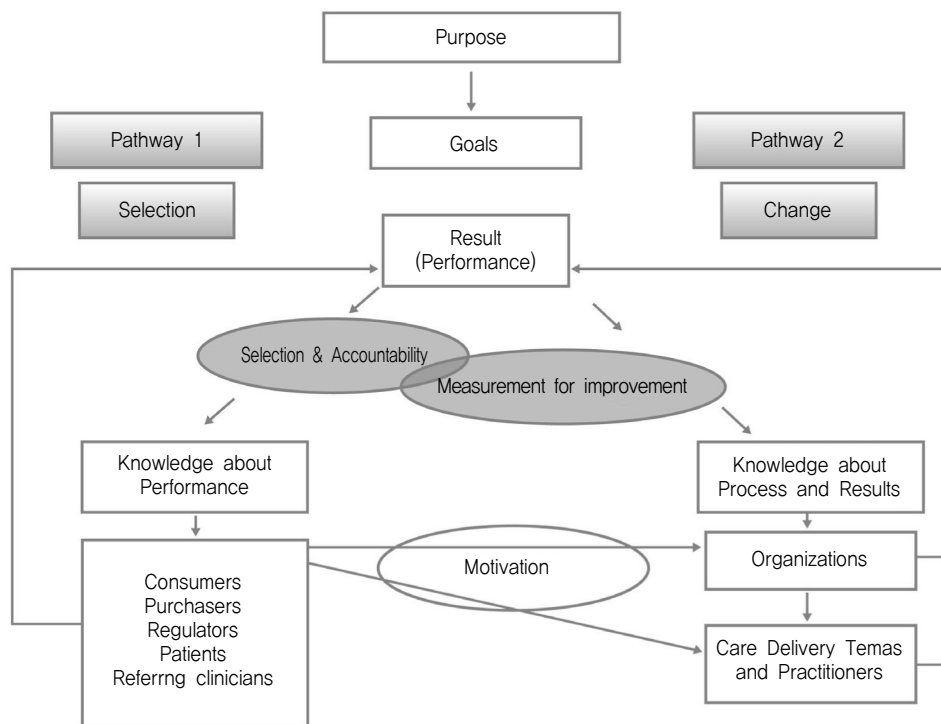 Purpose
Goals
Pathway 1
Pathway 2
Selection
Change
Result
(Performance)
Selection & Accountability
Measurement for improvement
Knowledge about
Performance
Knowledge about
Process and Results
Consumers
Purchasers
Regulators
Patients
Referrng clinicians
Motivation
Organizations
Care Delivery Temas
and Practitioners